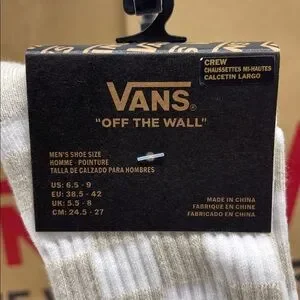 CREW
CHAUSSETTES MI-HAUTES
CALCETIN LARGO
VANS®
"OFF THE WALL"
MEN'S SHOE SIZE
HOMME - POINTURE
TALLA DE CALZADO PARA HOMBRES
US: 6.5 - 9
EU: 38.5 - 42
UK: 5.5 - 8
CM: 24.5 - 27
MADE IN CHINA
FABRIQUÉ EN CHINE
FABRICADO EN CHINA